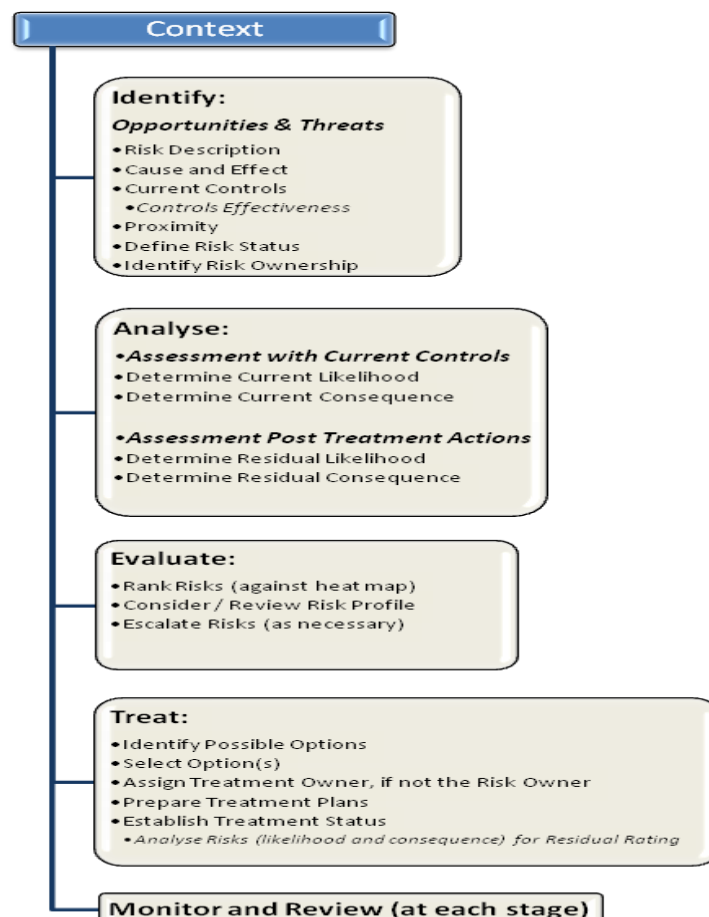 Context
Identify:
Opportunities & Threats
•Risk Description
•Cause and Effect
•Current Controls
•Controls Effectiveness
•Proximity
•Define Risk Status
•Identify Risk Ownership
Analyse:
•Assessment with Current Controls
•Determine Current Likelihood
•Determine Current Consequence
•Assessment Post Treatment Actions
•Determine Residual Likelihood
•Determine Residual Consequence
Evaluate:
•Rank Risks (against heat map)
•Consider / Review Risk Profile
•Escalate Risks (as necessary)
Treat:
•Identify Possible Options
•Select Option(s)
•Assign Treatment Owner, if not the Risk Owner
•Prepare Treatment Plans
•Establish Treatment Status
•Analyse Risks (likelihood and consequence) for Residual Rating
Monitor and Review (at each stage)